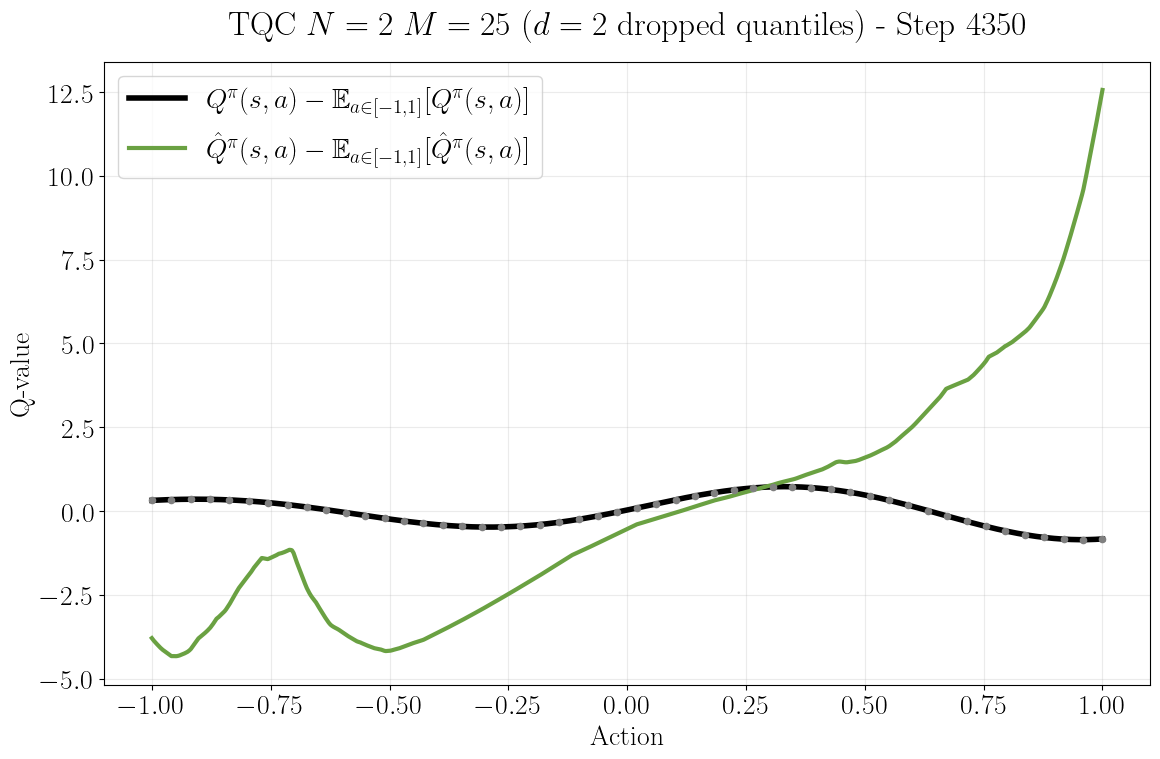 TQC N = 2 M = 25 (d = 2 dropped quantiles) - Step 4350
Q^π(s, a) − 𝔼_{a∈[−1,1]}[Q^π(s, a)]
Q̂^π(s, a) − 𝔼_{a∈[−1,1]}[Q̂^π(s, a)]
12.5
10.0
7.5
5.0
2.5
0.0
−2.5
−5.0
Q-value
−1.00 −0.75 −0.50 −0.25 0.00 0.25 0.50 0.75 1.00
Action